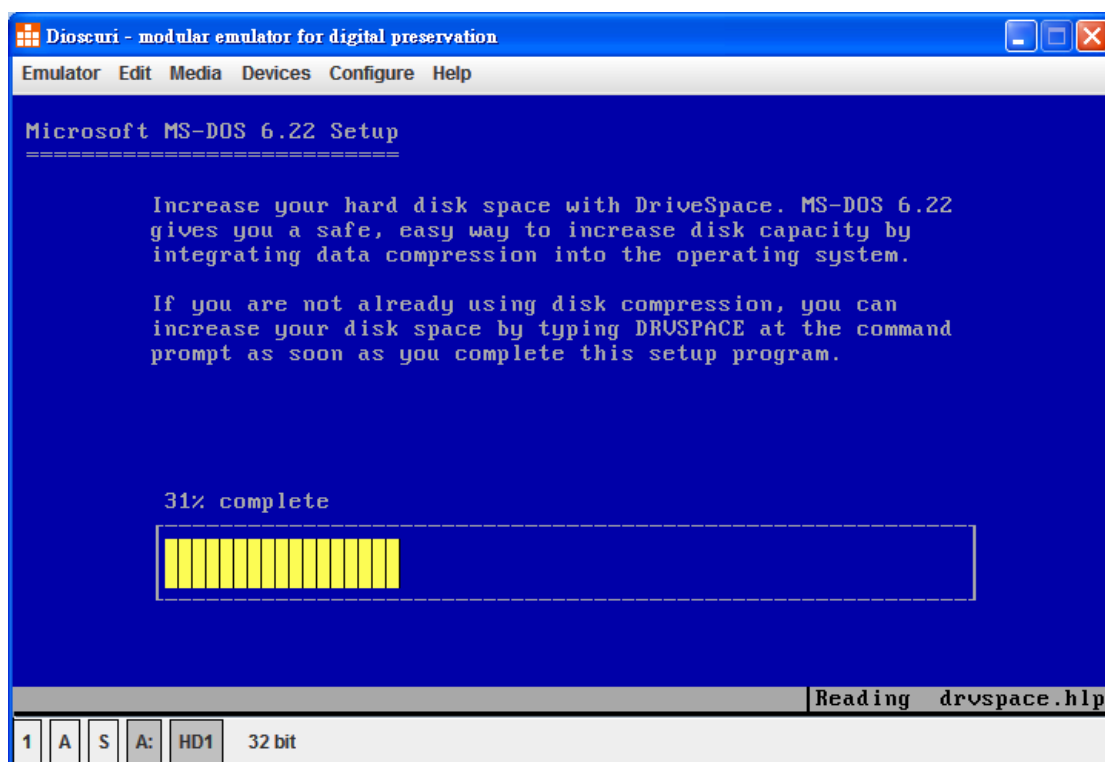 Dioscuri - modular emulator for digital preservation
Emulator Edit Media Devices Configure Help
Microsoft MS-DOS 6.22 Setup
===========================
Increase your hard disk space with DriveSpace. MS-DOS 6.22
gives you a safe, easy way to increase disk capacity by
integrating data compression into the operating system.
If you are not already using disk compression, you can
increase your disk space by typing DRVSPACE at the command
prompt as soon as you complete this setup program.
31% complete
Reading drvspace.hlp
1 A S A: HD1 32 bit